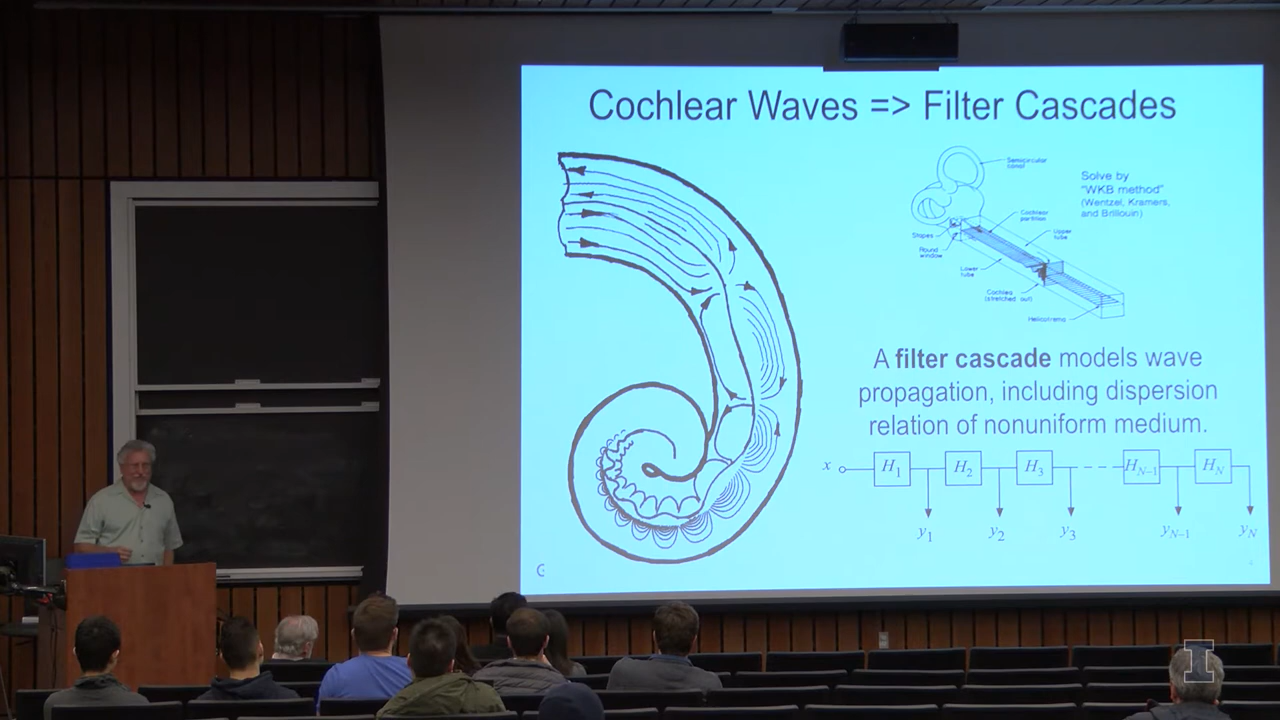 Cochlear Waves => Filter Cascades
Semicircular
canal
Solve by
"WKB method"
(Wentzel, Kramers,
and Brillouin)
Cochlear
partition
Stapes
Upper
tube
Round
window
Lower
tube
Cochlea
(stretched out)
Helicotrema
A filter cascade models wave
propagation, including dispersion
relation of nonuniform medium.
x H1 H2 H3 HN-1 HN
y1 y2 y3 yN-1 yN
I